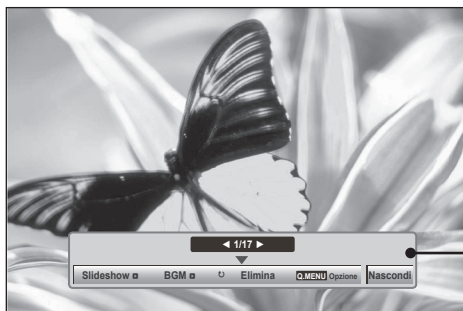 ◀ 1/17 ▶
Slideshow BGM ↻ Elimina Q.MENU Opzione Nascondi